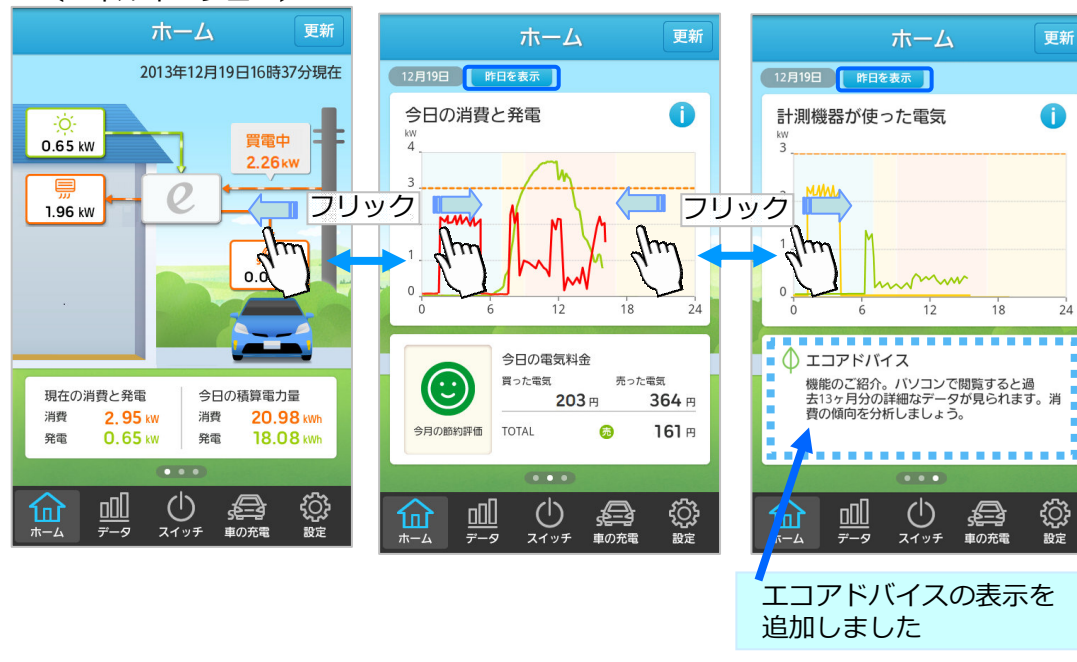 ホーム
更新
2013年12月19日16時37分現在
0.65 kW
買電中
2.26 kW
1.96 kW
e
0.0
フリック
現在の消費と発電
消費 2.95 kW
発電 0.65 kW
今日の積算電力量
消費 20.98 kWh
発電 18.08 kWh
ホーム データ スイッチ 車の充電 設定
ホーム
更新
12月19日 昨日を表示
今日の消費と発電
i
kW
4
3
1
0
0 6 12 18 24
フリック
今月の節約評価
今日の電気料金
買った電気 売った電気
203 円 364 円
TOTAL 売 161 円
ホーム データ スイッチ 車の充電 設定
ホーム
更新
12月19日 昨日を表示
計測機器が使った電気
i
kW
3
2
1
0
0 6 12 18 24
エコアドバイス
機能のご紹介。パソコンで閲覧すると過
去13ヶ月分の詳細なデータが見られます。消
費の傾向を分析しましょう。
ホーム データ スイッチ 車の充電 設定
エコアドバイスの表示を
追加しました